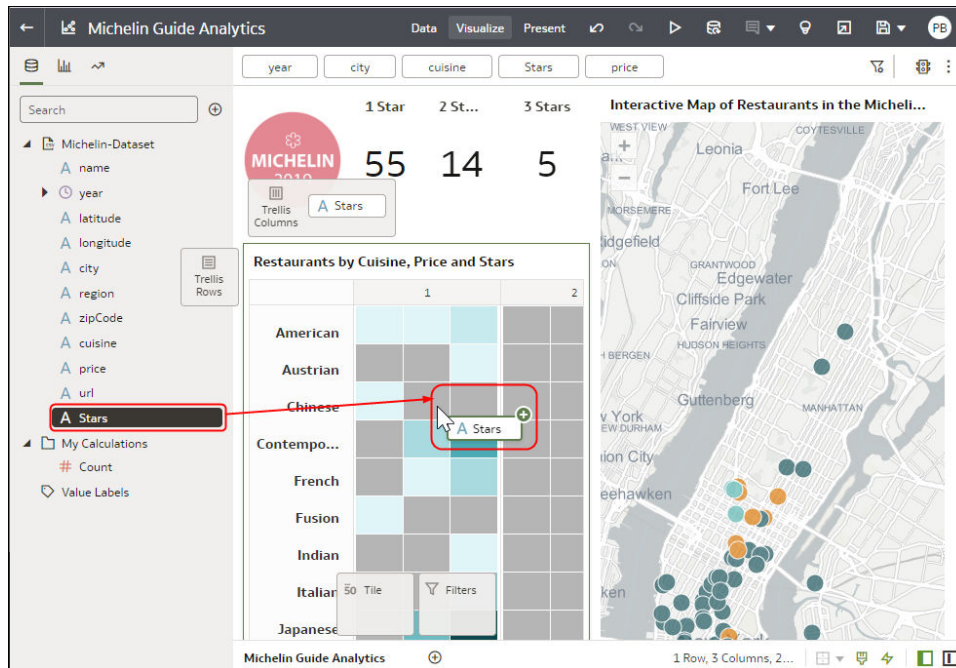 Michelin Guide Analytics
Data Visualize Present
PB
year city cuisine Stars price
Search
Michelin-Dataset
A name
year
A latitude
A longitude
A city
A region
A zipCode
A cuisine
A price
A url
A Stars
My Calculations
# Count
Value Labels
Trellis Rows
1 Star 2 St... 3 Stars
MICHELIN
2019
55 14 5
Trellis Columns
A Stars
Restaurants by Cuisine, Price and Stars
1 2
American
Austrian
Chinese
Contempo...
French
Fusion
Indian
Italian
Japanese
A Stars
50 Tile
Filters
Interactive Map of Restaurants in the Micheli...
WEST VIEW
COYTESVILLE
+
Leonia
−
Fort Lee
MORSEMERE
idgefield
GRANTWOOD
Edgewater
Cliffside Park
Fairview
HUDSON HEIGHTS
H BERGEN
Guttenberg
MANHATTAN
v York
EW DURHAM
ion City
eehawken
ken
Michelin Guide Analytics
1 Row, 3 Columns, 2...